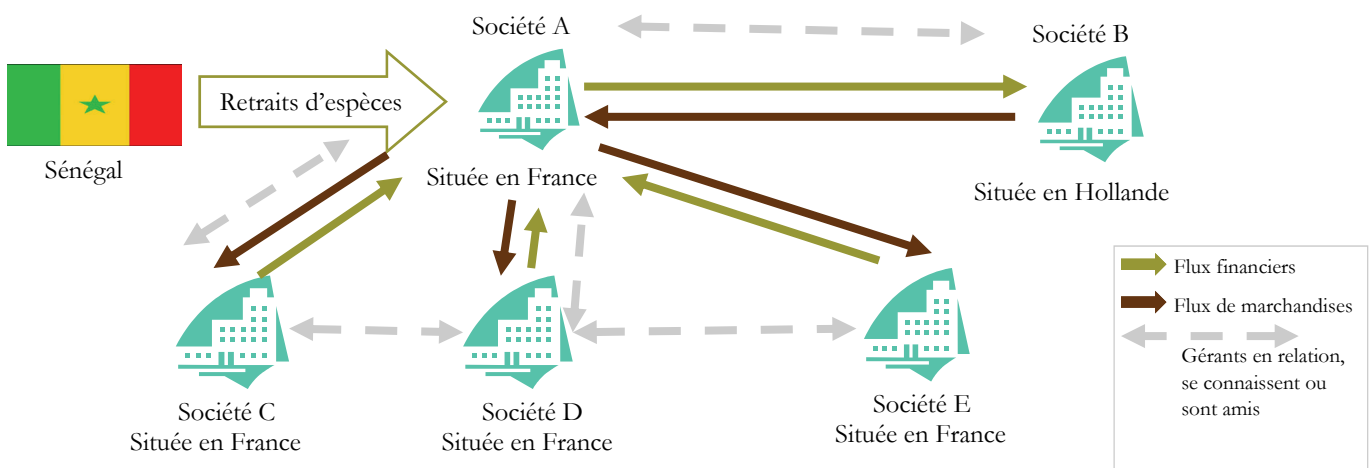 Société A
Société B
Retraits d'espèces
Sénégal
Située en France
Située en Hollande
Flux financiers
Flux de marchandises
Gérants en relation,
se connaissent ou
sont amis
Société C
Située en France
Société D
Située en France
Société E
Située en France